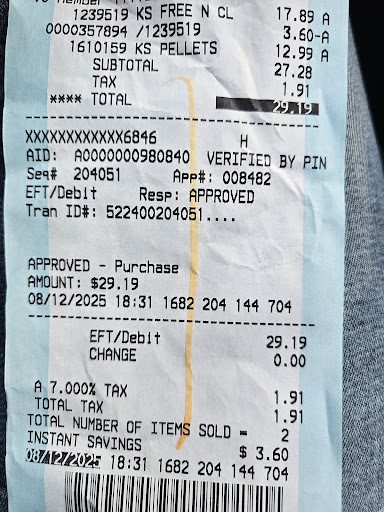 Member
1239519 KS FREE N CL 17.89 A
0000357894 /1239519 3.60-A
1610159 KS PELLETS 12.99 A
SUBTOTAL 27.28
TAX 1.91
**** TOTAL 29.19
XXXXXXXXXXXX6846 H
AID: A0000000980840 VERIFIED BY PIN
Seq# 204051 App#: 008482
EFT/Debit Resp: APPROVED
Tran ID#: 522400204051....
APPROVED - Purchase
AMOUNT: $29.19
08/12/2025 18:31 1682 204 144 704
EFT/Debit 29.19
CHANGE 0.00
A 7.000% TAX 1.91
TOTAL TAX 1.91
TOTAL NUMBER OF ITEMS SOLD = 2
INSTANT SAVINGS $ 3.60
08/12/2025 18:31 1682 204 144 704